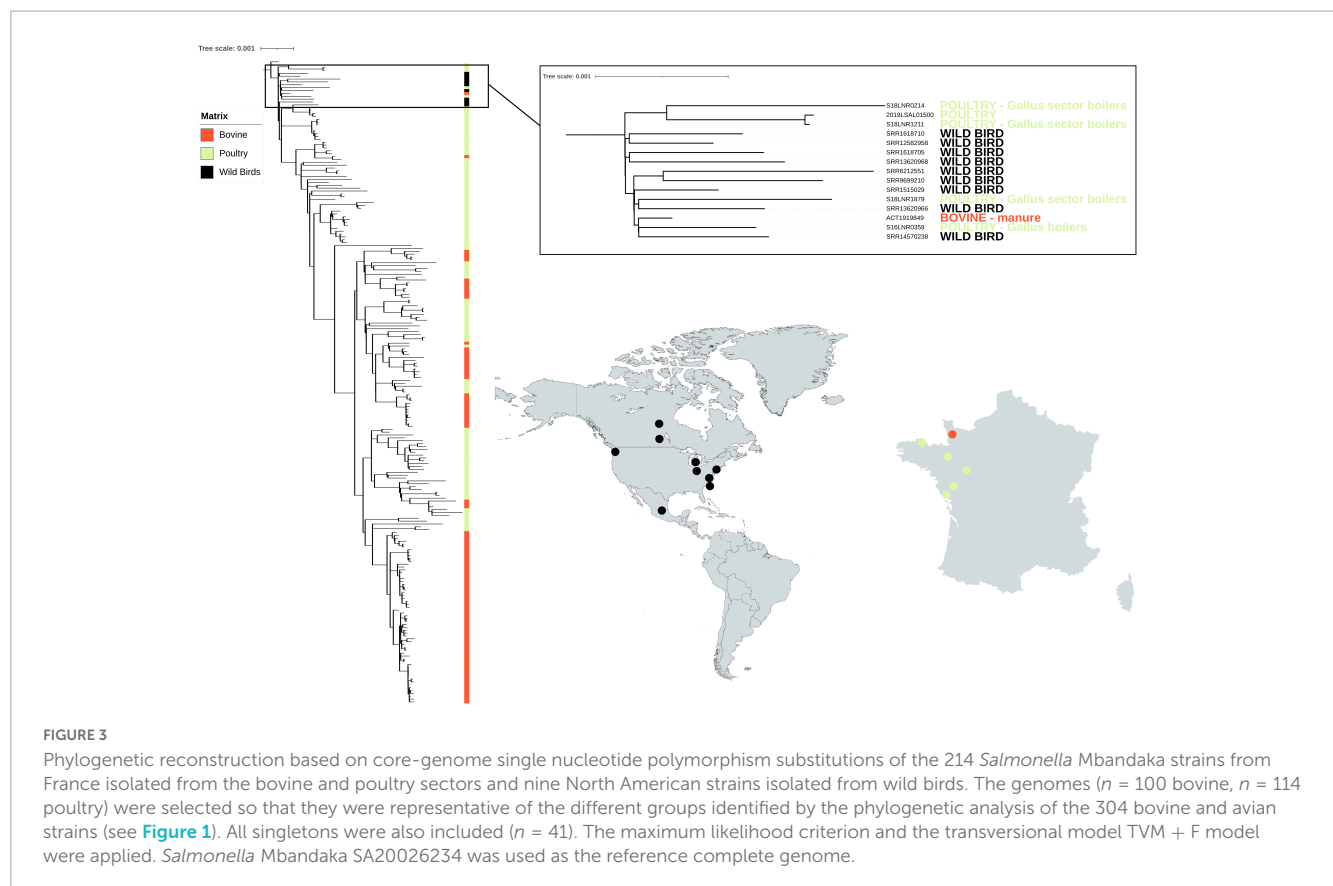 Tree scale: 0.001
Matrix
Bovine
Poultry
Wild Birds
Tree scale: 0.001
S18LNR0214 POULTRY - Gallus sector boilers
2019LSAL01500 POULTRY
S18LNR1211 POULTRY - Gallus sector boilers
SRR1618710 WILD BIRD
SRR12582958 WILD BIRD
SRR1618705 WILD BIRD
SRR13620968 WILD BIRD
SRR6212551 WILD BIRD
SRR9699210 WILD BIRD
SRR1515029 WILD BIRD
S18LNR1879 POULTRY - Gallus sector boilers
SRR13620966 WILD BIRD
ACT1919849 BOVINE - manure
S16LNR0359 POULTRY - Gallus boilers
SRR14570238 WILD BIRD
FIGURE 3
Phylogenetic reconstruction based on core-genome single nucleotide polymorphism substitutions of the 214 Salmonella Mbandaka strains from
France isolated from the bovine and poultry sectors and nine North American strains isolated from wild birds. The genomes (n = 100 bovine, n = 114
poultry) were selected so that they were representative of the different groups identified by the phylogenetic analysis of the 304 bovine and avian
strains (see Figure 1). All singletons were also included (n = 41). The maximum likelihood criterion and the transversional model TVM + F model
were applied. Salmonella Mbandaka SA20026234 was used as the reference complete genome.